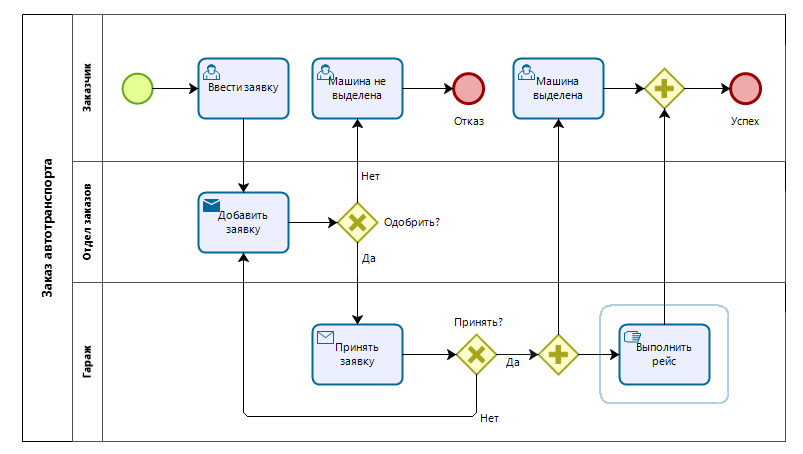 Заказ автотранспорта
Заказчик
Ввести заявку
Машина не
выделена
Отказ
Машина
выделена
Успех
Отдел заказов
Добавить
заявку
Нет
Одобрить?
Да
Гараж
Принять
заявку
Принять?
Да
Нет
Выполнить
рейс